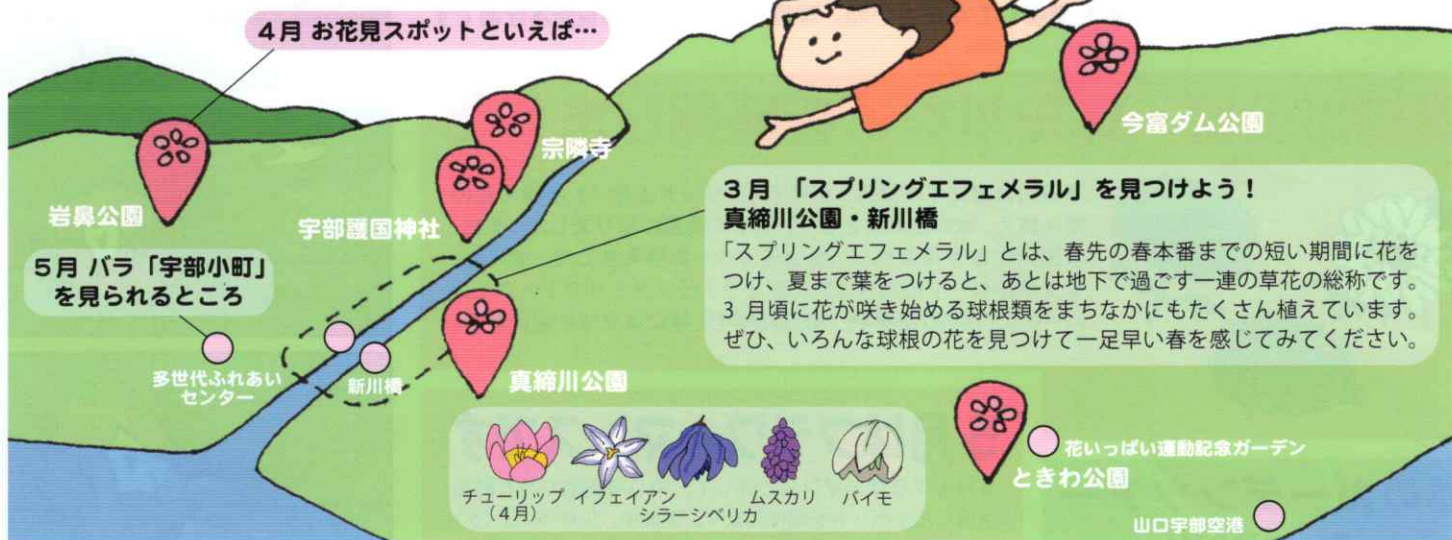 4月 お花見スポットといえば…
今富ダム公園
宗隣寺
岩鼻公園
宇部護国神社
3月 「スプリングエフェメラル」を見つけよう！
真締川公園・新川橋
「スプリングエフェメラル」とは、春先の春本番までの短い期間に花を
つけ、夏まで葉をつけると、あとは地下で過ごす一連の草花の総称です。
3 月頃に花が咲き始める球根類をまちなかにもたくさん植えています。
ぜひ、いろんな球根の花を見つけて一足早い春を感じてみてください。
5月 バラ「宇部小町」
を見られるところ
多世代ふれあい
センター
新川橋
真締川公園
チューリップ
（4月）
イフェイアン
シラーシベリカ
ムスカリ
バイモ
花いっぱい運動記念ガーデン
ときわ公園
山口宇部空港